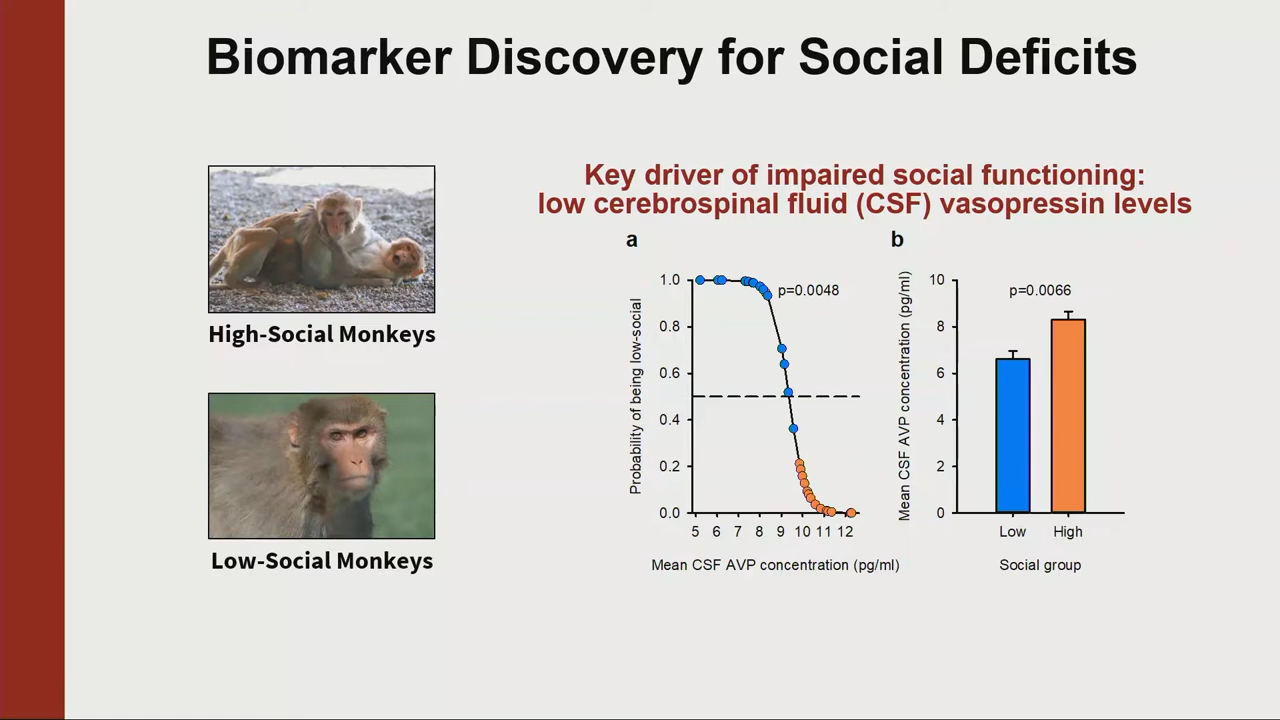 Biomarker Discovery for Social Deficits
High-Social Monkeys
Low-Social Monkeys
Key driver of impaired social functioning:
low cerebrospinal fluid (CSF) vasopressin levels
a
p=0.0048
Probability of being low-social
1.0
0.8
0.6
0.4
0.2
0.0
5 6 7 8 9 10 11 12
Mean CSF AVP concentration (pg/ml)
b
p=0.0066
Mean CSF AVP concentration (pg/ml)
10
8
6
4
2
0
Low High
Social group